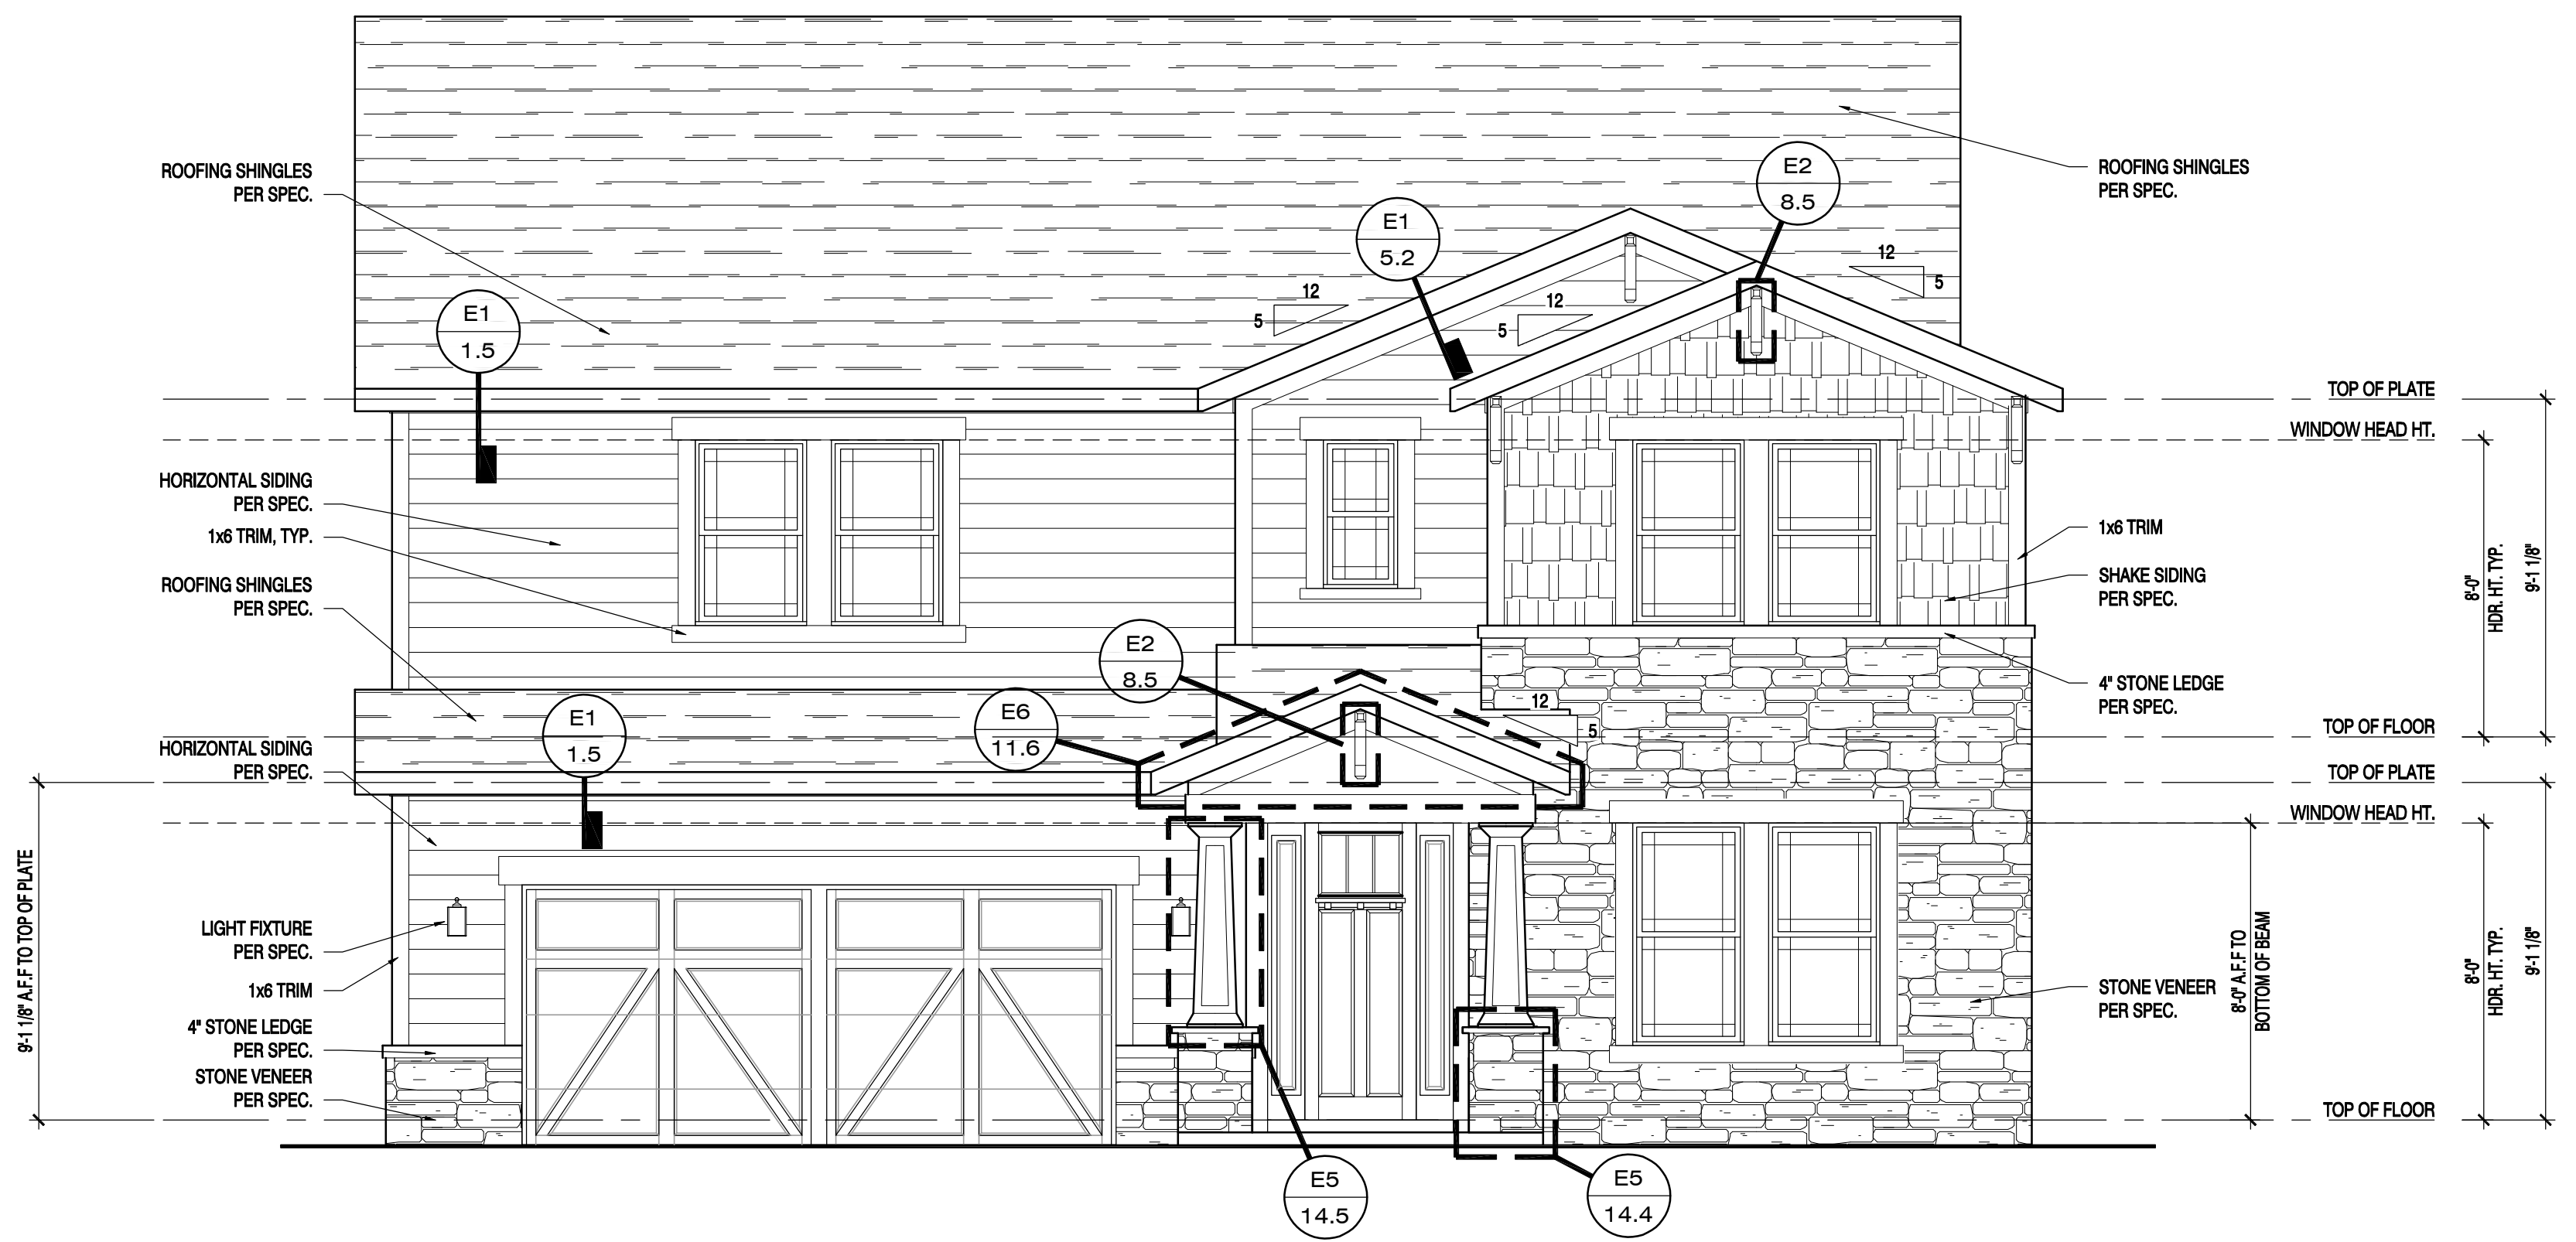 ROOFING SHINGLES
PER SPEC.
E1
1.5
HORIZONTAL SIDING
PER SPEC.
1x6 TRIM, TYP.
ROOFING SHINGLES
PER SPEC.
E1
1.5
HORIZONTAL SIDING
PER SPEC.
9'-1 1/8" A.F.F TO TOP OF PLATE
LIGHT FIXTURE
PER SPEC.
1x6 TRIM
4" STONE LEDGE
PER SPEC.
STONE VENEER
PER SPEC.
E2
8.5
E1
5.2
12
5
12
5
12
5
E2
8.5
E6
11.6
12
5
E5
14.5
E5
14.4
ROOFING SHINGLES
PER SPEC.
TOP OF PLATE
WINDOW HEAD HT.
1x6 TRIM
SHAKE SIDING
PER SPEC.
8'-0"
HDR. HT. TYP.
9'-1 1/8"
4" STONE LEDGE
PER SPEC.
TOP OF FLOOR
TOP OF PLATE
WINDOW HEAD HT.
STONE VENEER
PER SPEC.
8'-0" A.F.F TO
BOTTOM OF BEAM
8'-0"
HDR. HT. TYP.
9'-1 1/8"
TOP OF FLOOR